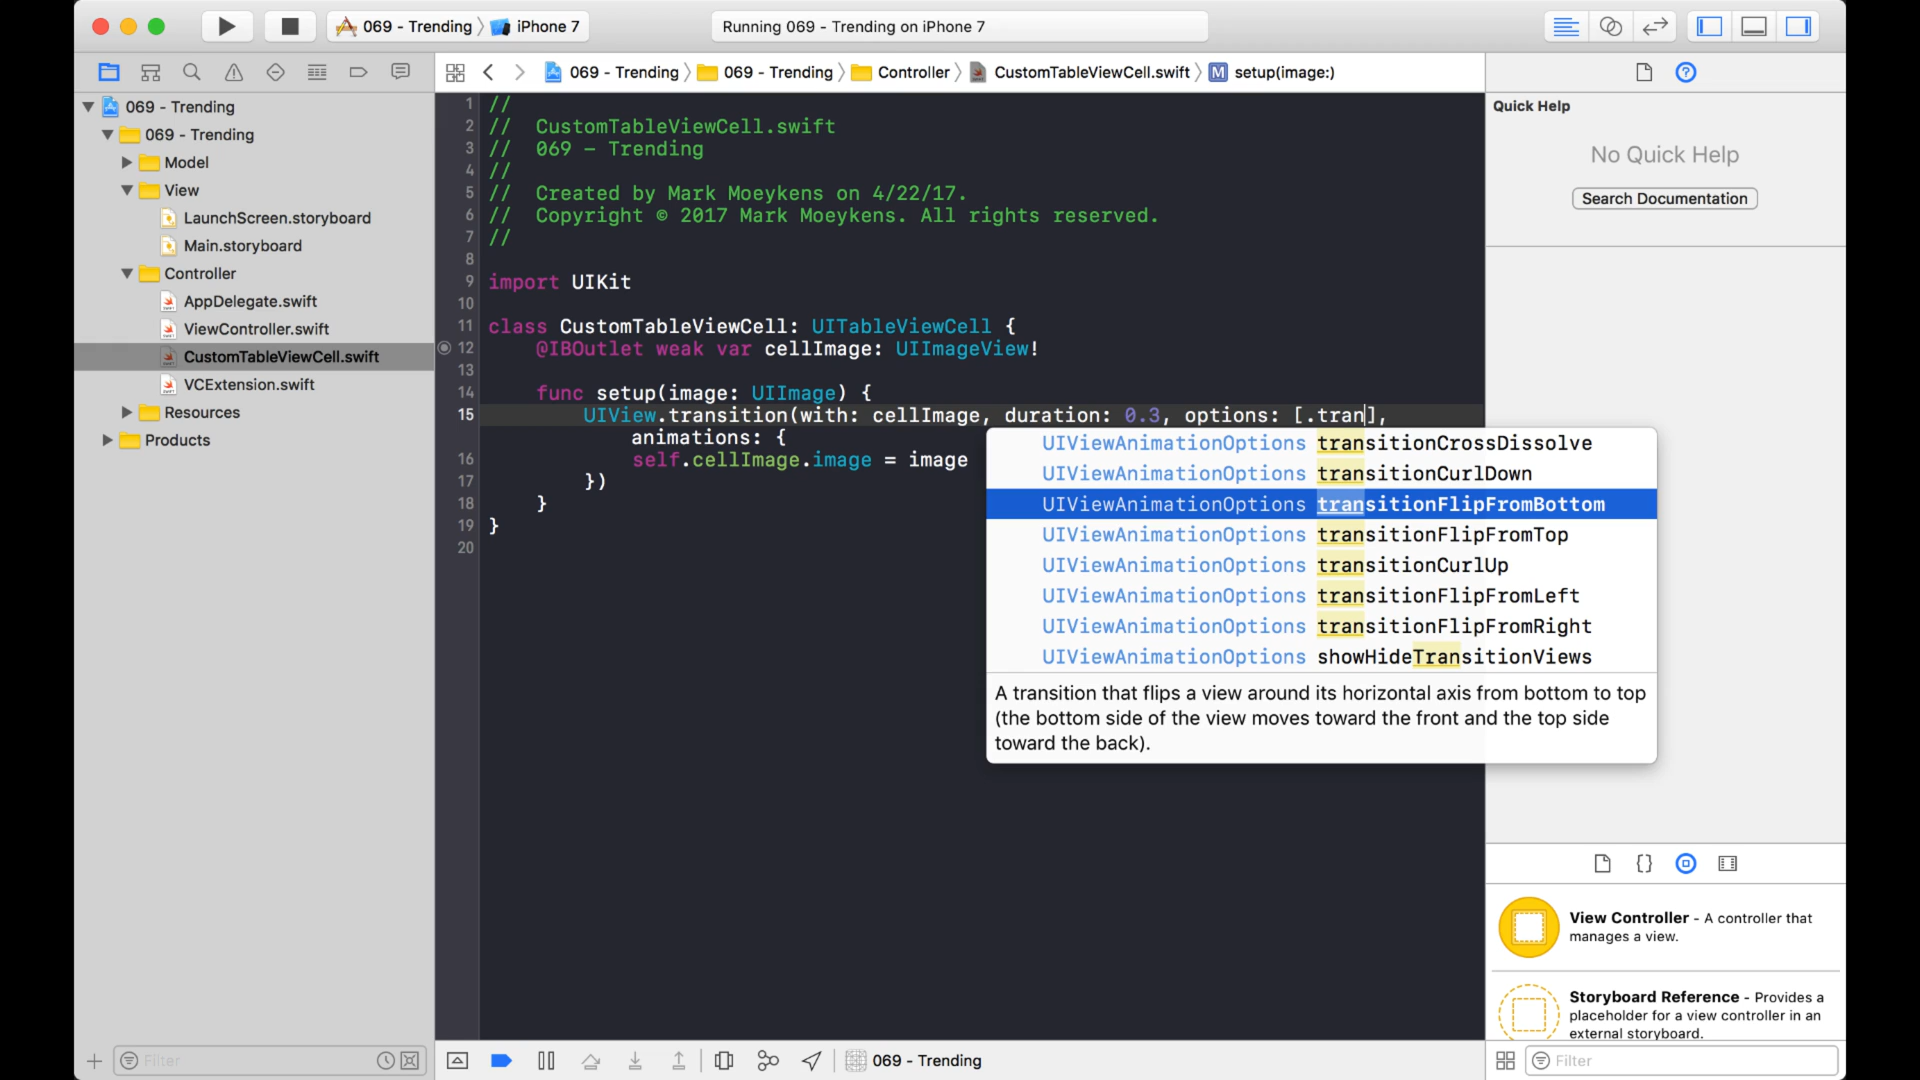 069 - Trending
iPhone 7
Running 069 - Trending on iPhone 7
069 - Trending
069 - Trending
Controller
CustomTableViewCell.swift
M
setup(image:)
069 - Trending
069 - Trending
Model
View
LaunchScreen.storyboard
Main.storyboard
Controller
AppDelegate.swift
ViewController.swift
CustomTableViewCell.swift
VCExtension.swift
Resources
Products
Filter
1 //
2 //  CustomTableViewCell.swift
3 //  069 - Trending
4 //
5 //  Created by Mark Moeykens on 4/22/17.
6 //  Copyright © 2017 Mark Moeykens. All rights reserved.
7 //
8
9 import UIKit
10
11 class CustomTableViewCell: UITableViewCell {
12     @IBOutlet weak var cellImage: UIImageView!
13
14     func setup(image: UIImage) {
15         UIView.transition(with: cellImage, duration: 0.3, options: [.tran],
            animations: {
16             self.cellImage.image = image
17         })
18     }
19 }
20
UIViewAnimationOptions transitionCrossDissolve
UIViewAnimationOptions transitionCurlDown
UIViewAnimationOptions transitionFlipFromBottom
UIViewAnimationOptions transitionFlipFromTop
UIViewAnimationOptions transitionCurlUp
UIViewAnimationOptions transitionFlipFromLeft
UIViewAnimationOptions transitionFlipFromRight
UIViewAnimationOptions showHideTransitionViews
A transition that flips a view around its horizontal axis from bottom to top
(the bottom side of the view moves toward the front and the top side
toward the back).
069 - Trending
Quick Help
No Quick Help
Search Documentation
{}
View Controller - A controller that
manages a view.
Storyboard Reference - Provides a
placeholder for a view controller in an
external storyboard.
Filter